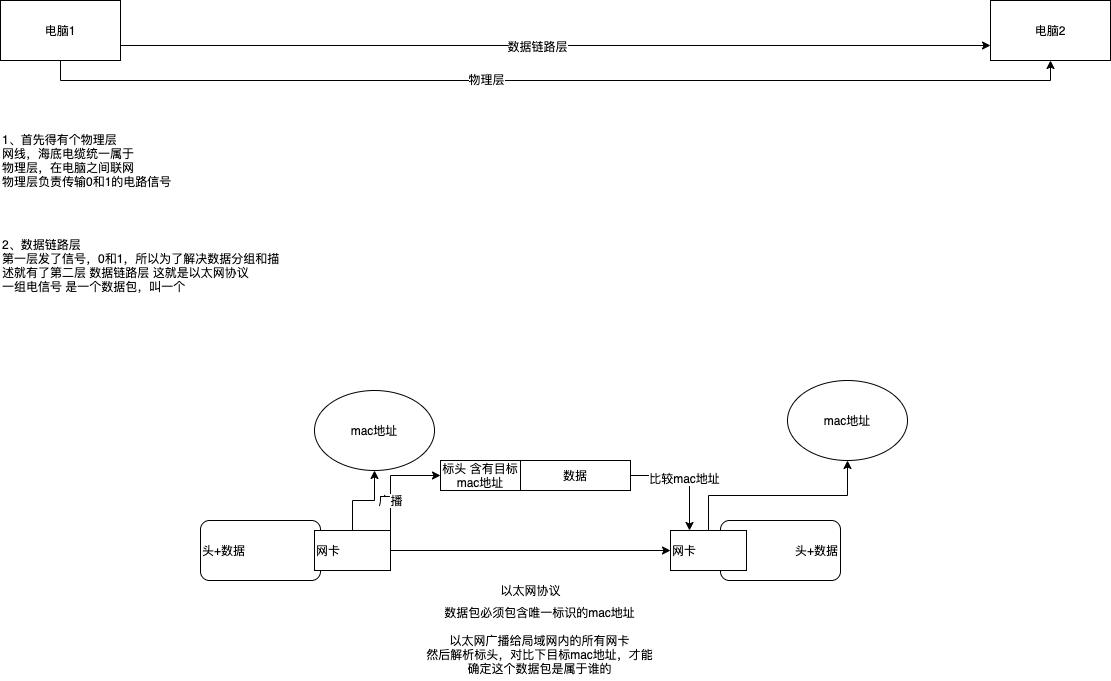 电脑1
电脑2
数据链路层
物理层
1、首先得有个物理层
网线，海底电缆统一属于
物理层，在电脑之间联网
物理层负责传输0和1的电路信号
2、数据链路层
第一层发了信号，0和1，所以为了解决数据分组和描
述就有了第二层 数据链路层 这就是以太网协议
一组电信号 是一个数据包，叫一个
mac地址
mac地址
标头 含有目标
mac地址
数据
比较mac地址
广播
头+数据
网卡
网卡
头+数据
以太网协议
数据包必须包含唯一标识的mac地址
以太网广播给局域网内的所有网卡
然后解析标头，对比下目标mac地址，才能
确定这个数据包是属于谁的